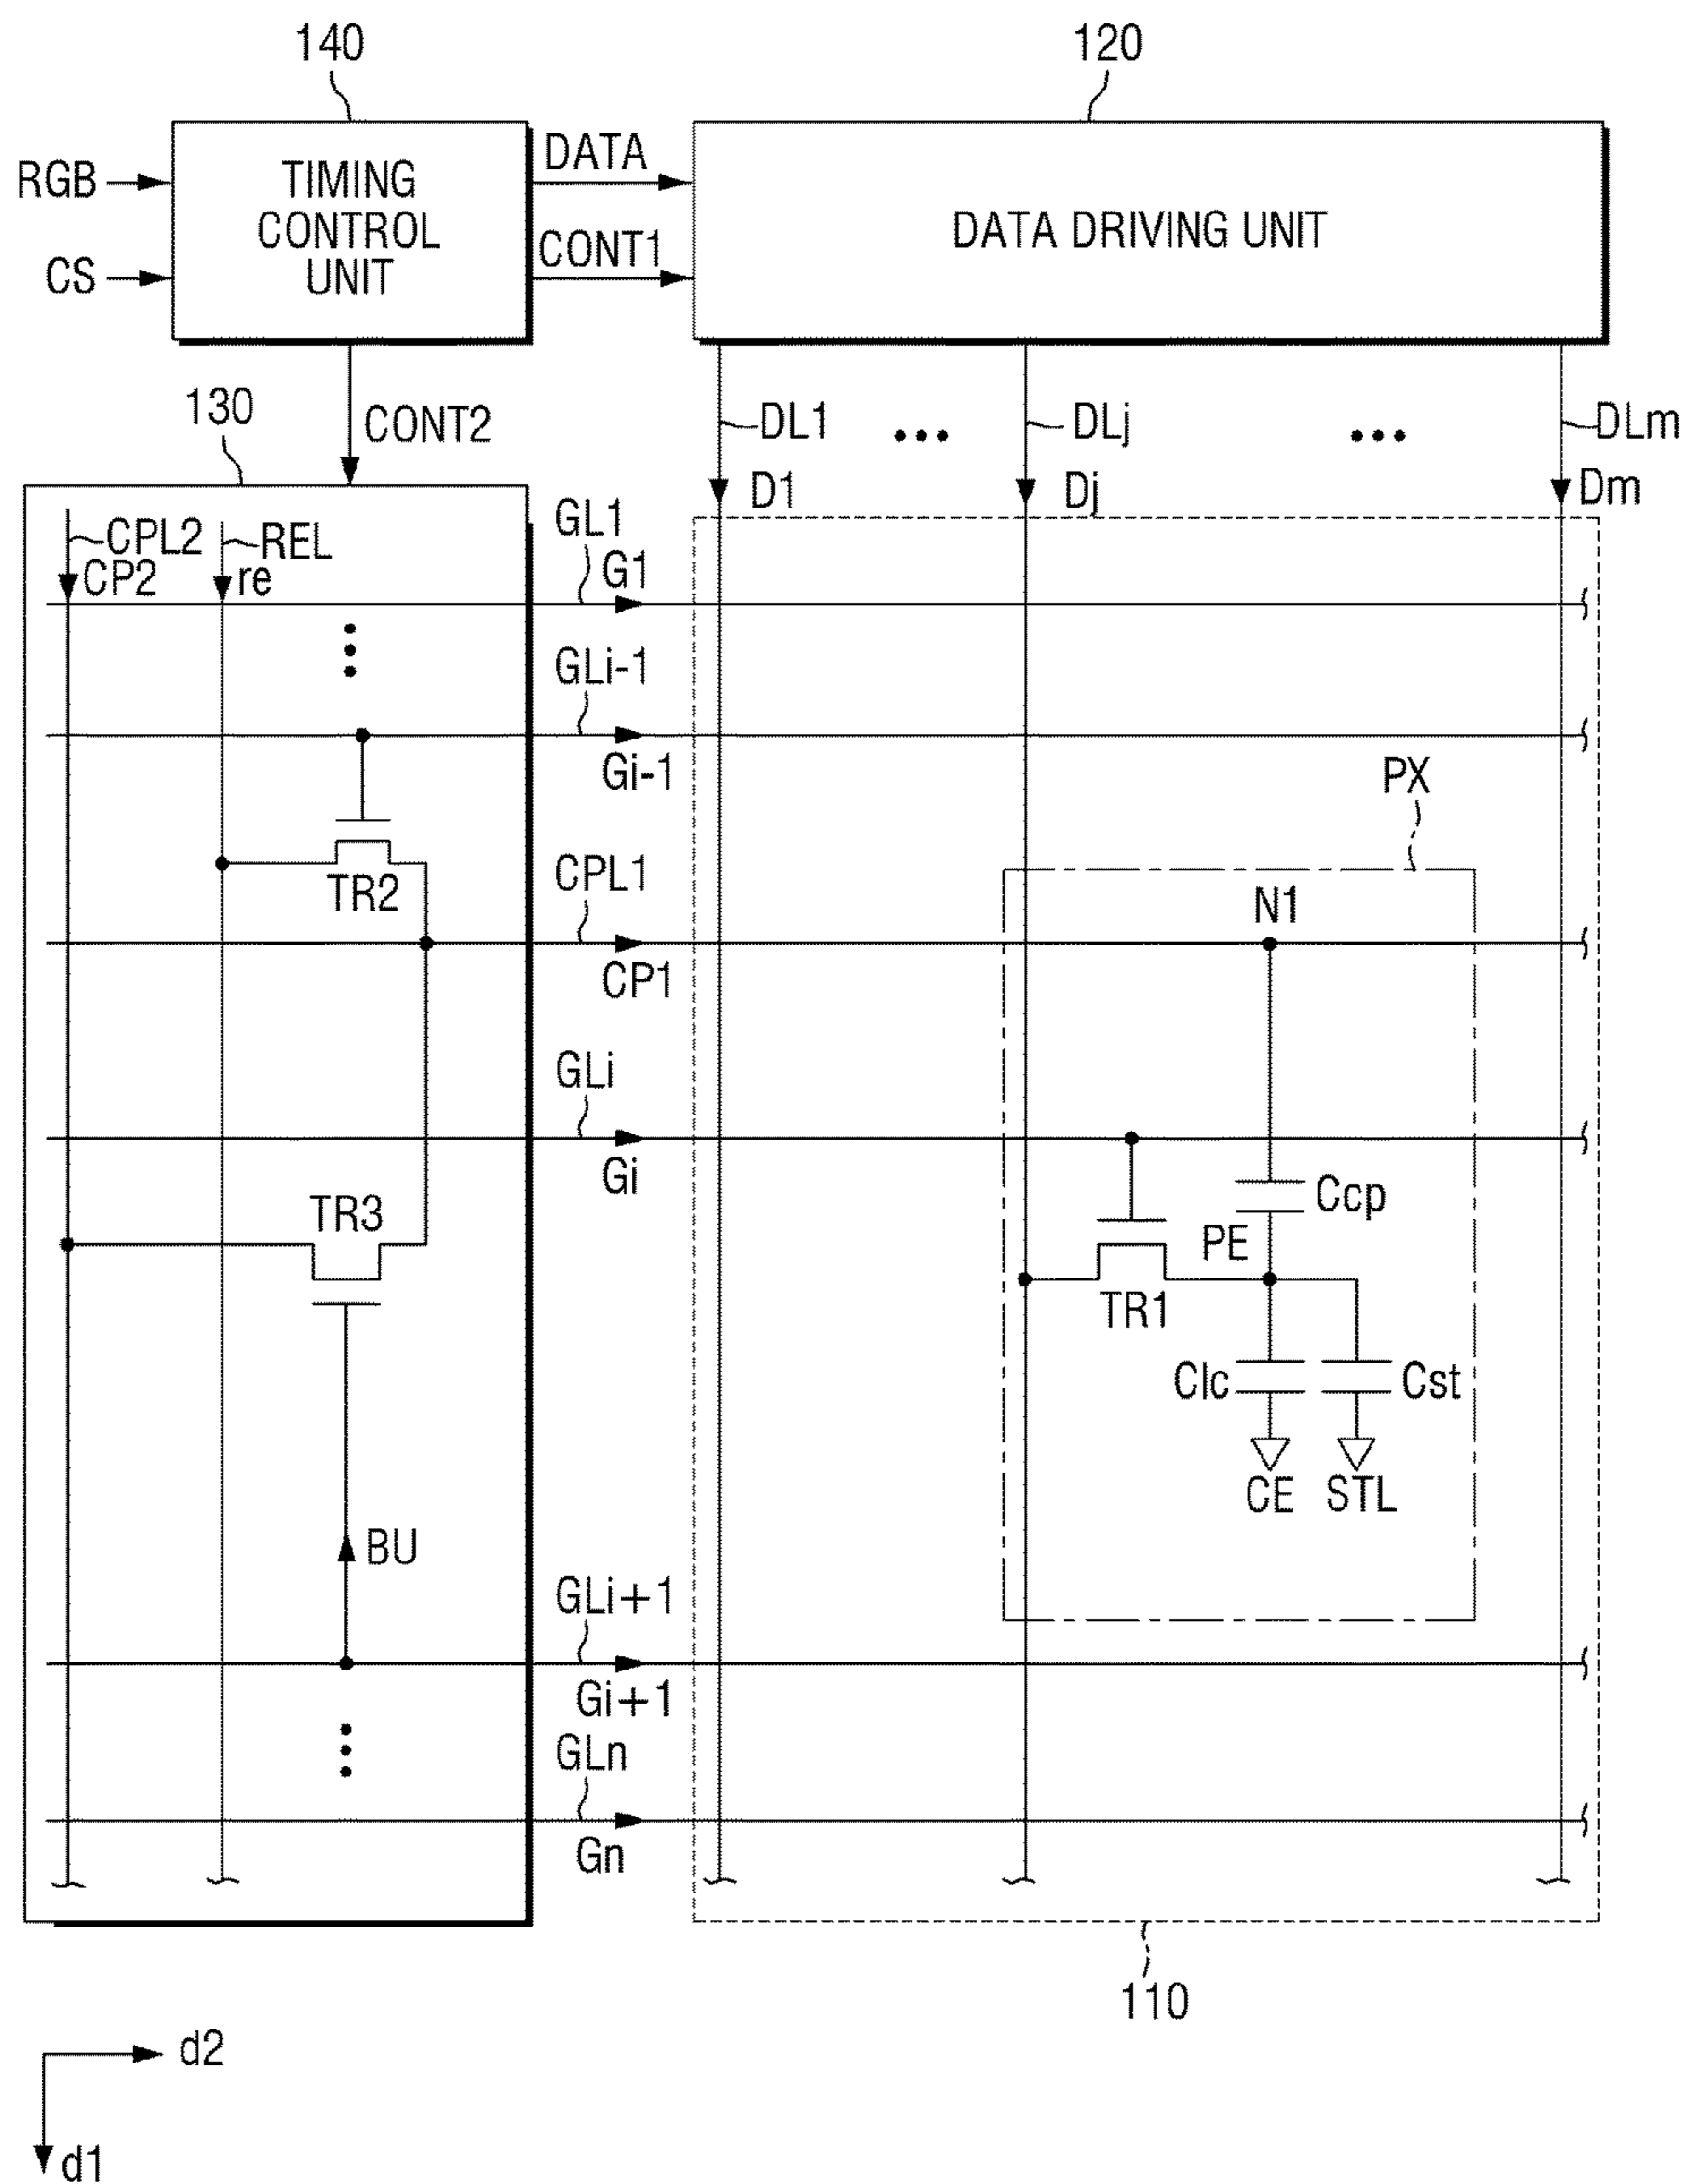 140
120
RGB
CS
TIMING
CONTROL
UNIT
DATA
CONT1
DATA DRIVING UNIT
130
CONT2
DL1
DLj
DLm
D1
Dj
Dm
CPL2
CP2
REL
re
GL1
G1
GLi-1
Gi-1
PX
TR2
CPL1
CP1
N1
GLi
Gi
TR3
Ccp
PE
TR1
Clc
Cst
CE
STL
BU
GLi+1
Gi+1
GLn
Gn
110
d2
d1